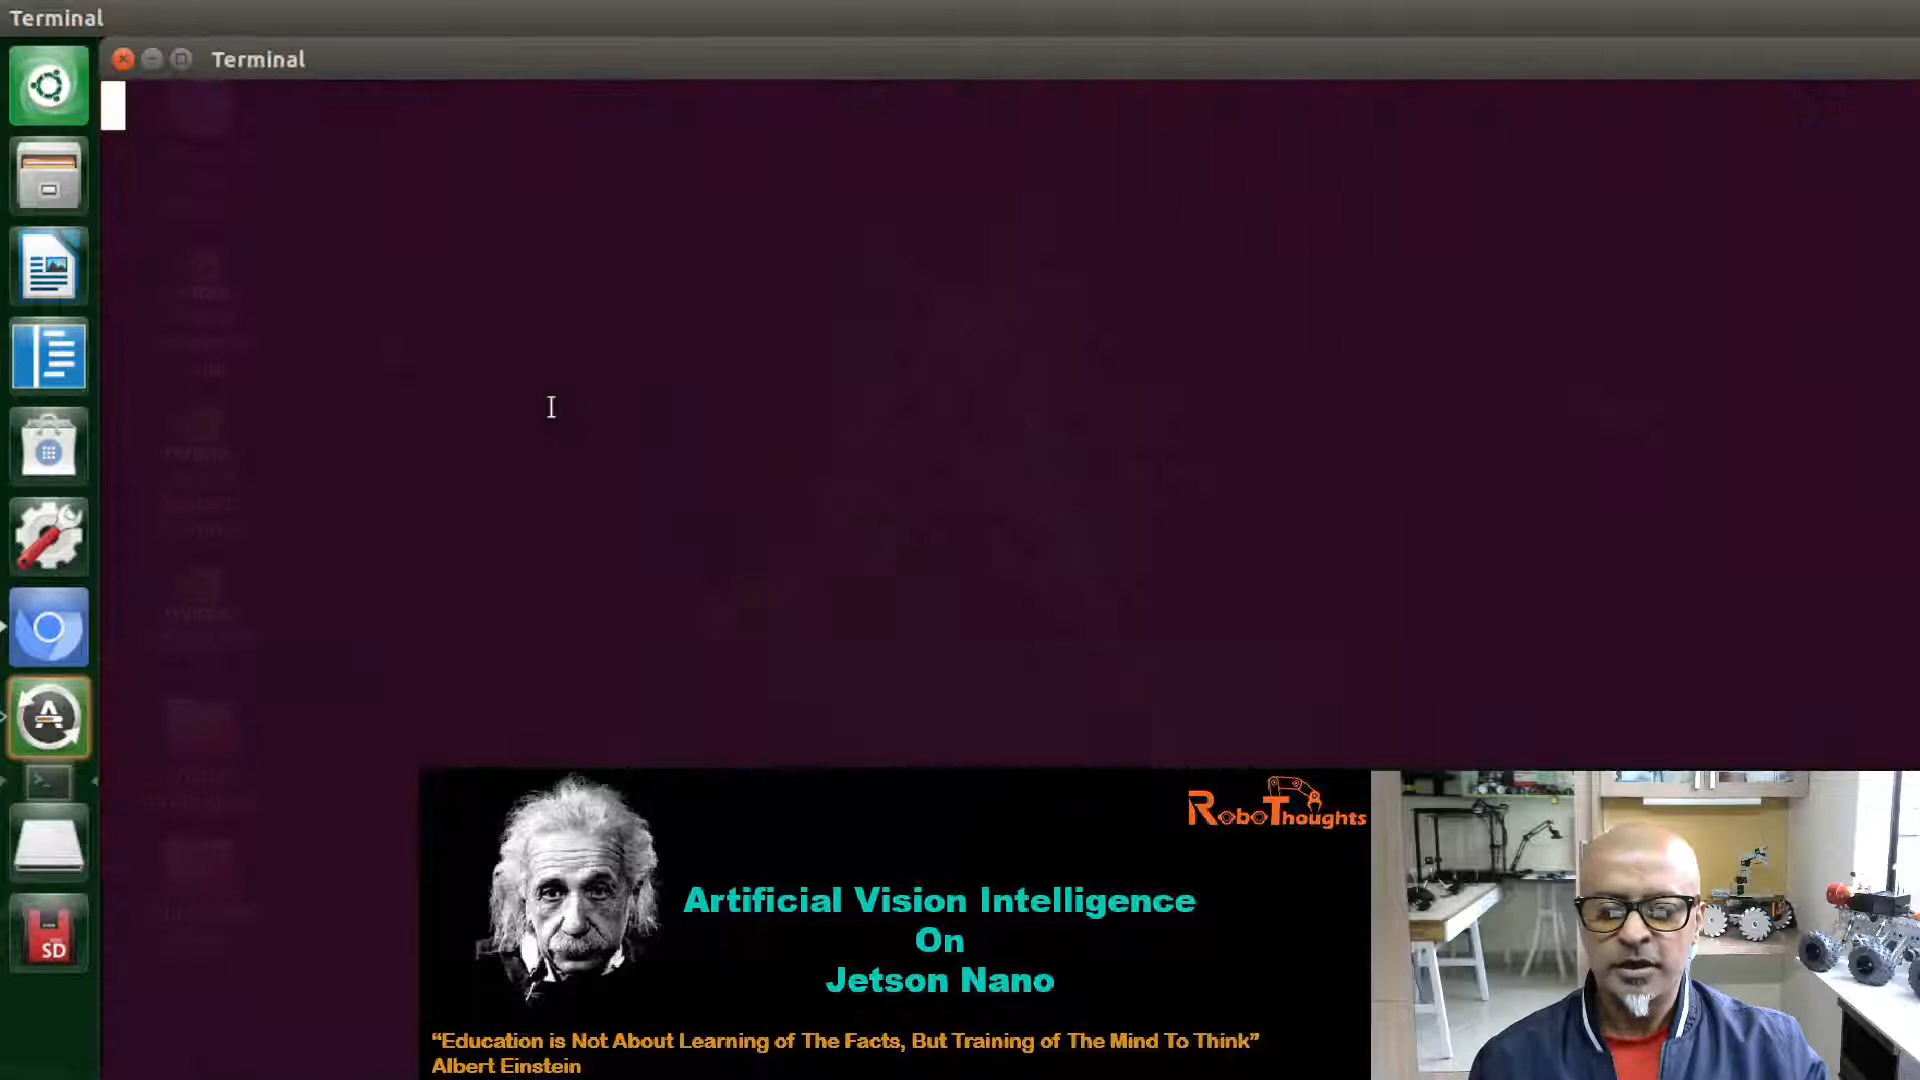 Terminal
Terminal
SD
RoboThoughts
Artificial Vision Intelligence
On
Jetson Nano
“Education is Not About Learning of The Facts, But Training of The Mind To Think”
Albert Einstein